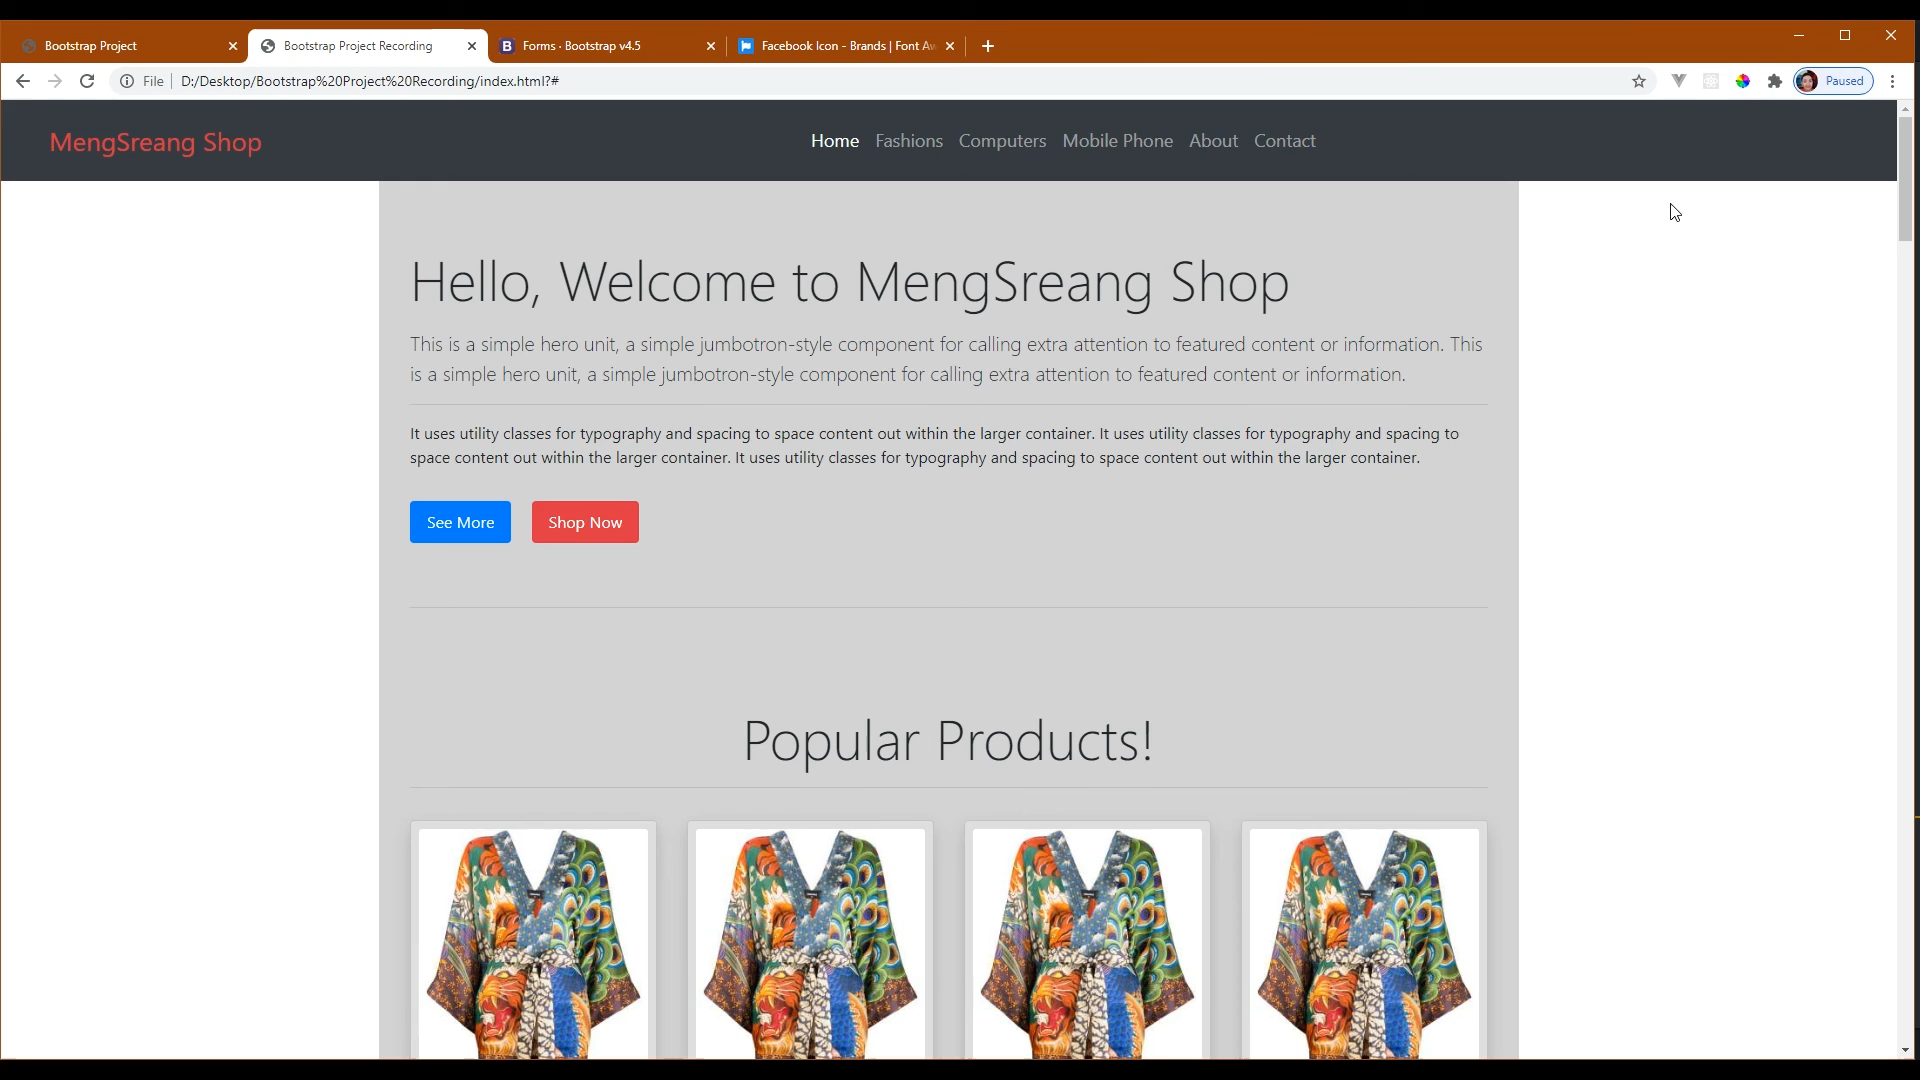 Bootstrap Project
Bootstrap Project Recording
Forms · Bootstrap v4.5
Facebook Icon - Brands | Font Aw
File
D:/Desktop/Bootstrap%20Project%20Recording/index.html?#
Paused
MengSreang Shop
Home Fashions Computers Mobile Phone About Contact
Hello, Welcome to MengSreang Shop
This is a simple hero unit, a simple jumbotron-style component for calling extra attention to featured content or information. This
is a simple hero unit, a simple jumbotron-style component for calling extra attention to featured content or information.
It uses utility classes for typography and spacing to space content out within the larger container. It uses utility classes for typography and spacing to
space content out within the larger container. It uses utility classes for typography and spacing to space content out within the larger container.
See More
Shop Now
Popular Products!